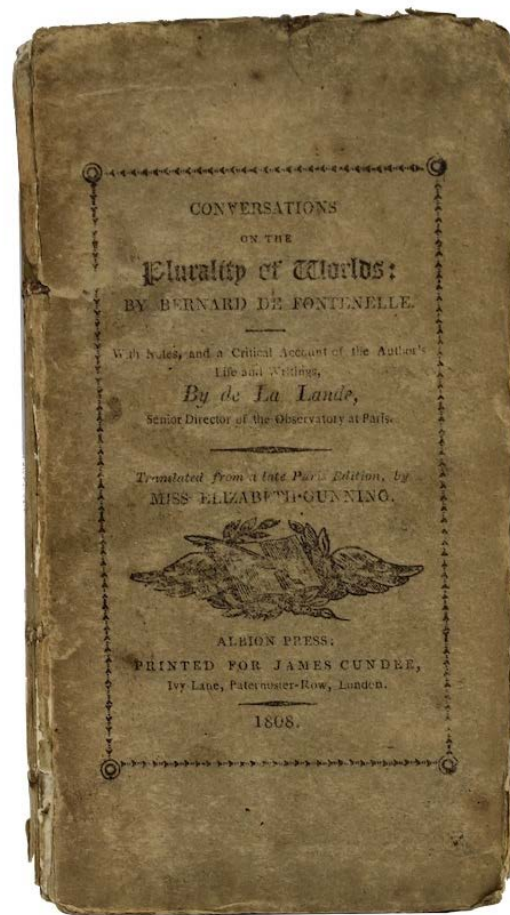 CONVERSATIONS
ON THE
Plurality of Worlds:
BY BERNARD DE FONTENELLE.
With Notes, and a Critical Account of the Author's
Life and Writings,
By de La Lande,
Senior Director of the Observatory at Paris.
Translated from a late Paris Edition, by
MISS ELIZABETH GUNNING.
ALBION PRESS:
PRINTED FOR JAMES CUNDEE,
Ivy-Lane, Paternoster-Row, London.
1808.